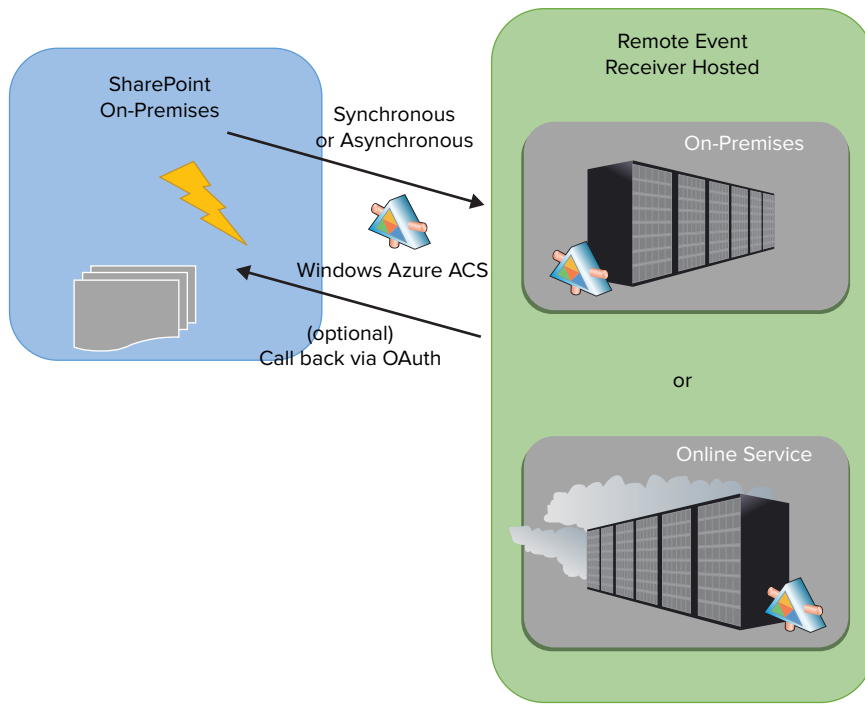 SharePoint
On-Premises
Synchronous
or Asynchronous
Windows Azure ACS
(optional)
Call back via OAuth
Remote Event
Receiver Hosted
On-Premises
or
Online Service